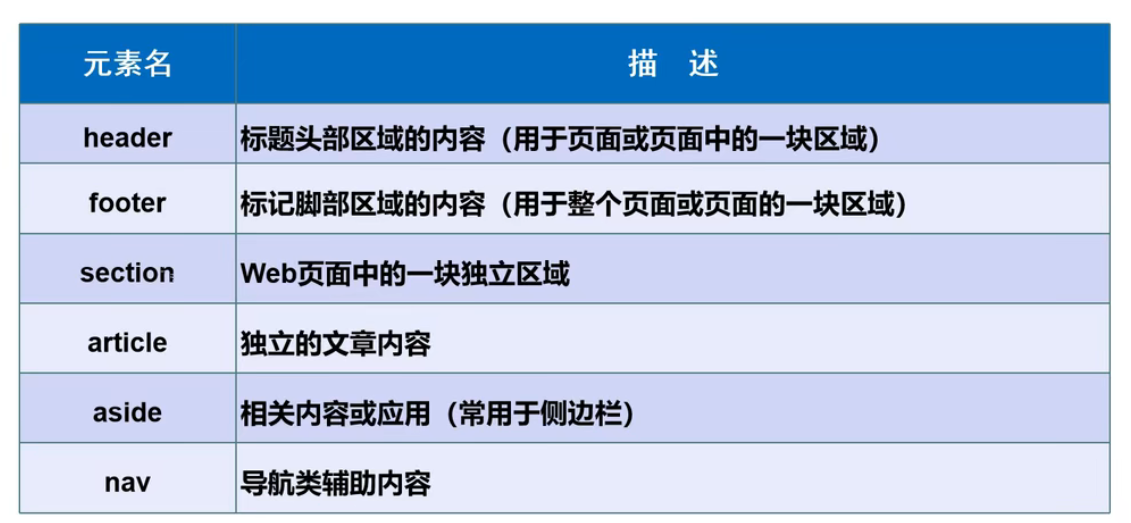 元素名 描 述
header 标题头部区域的内容（用于页面或页面中的一块区域）
footer 标记脚部区域的内容（用于整个页面或页面的一块区域）
section Web页面中的一块独立区域
article 独立的文章内容
aside 相关内容或应用（常用于侧边栏）
nav 导航类辅助内容